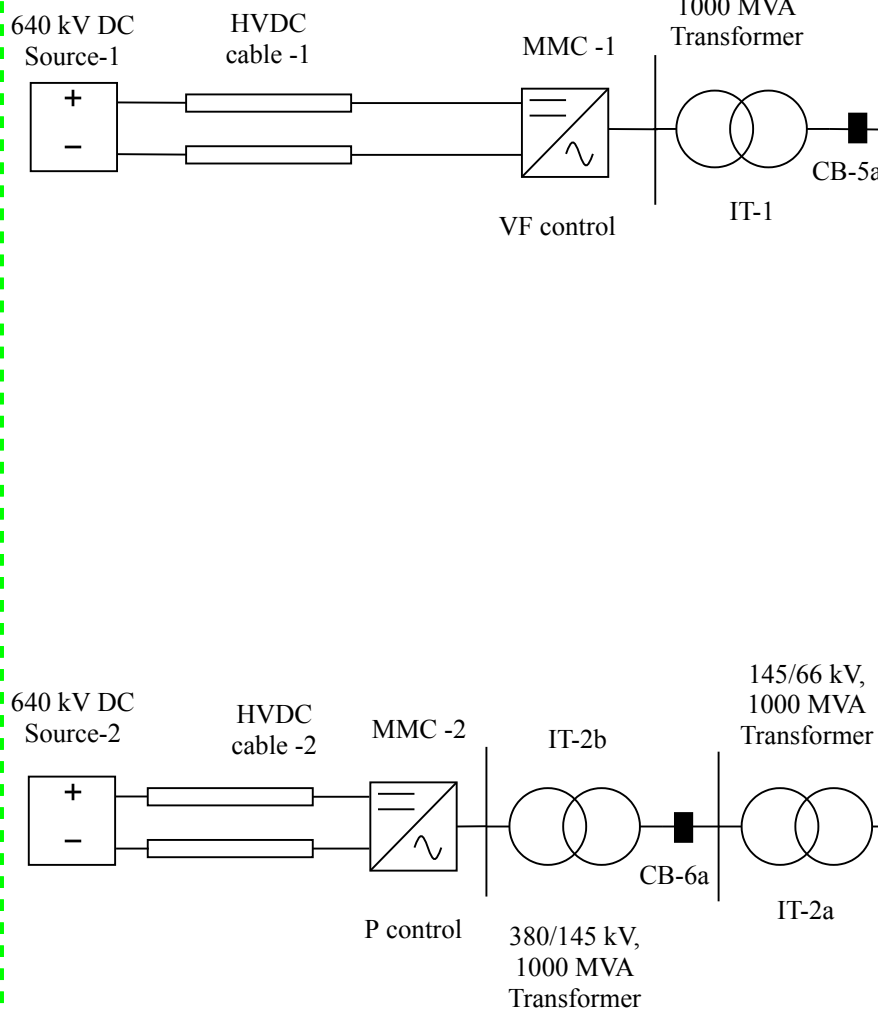 640 kV DC
Source-1
HVDC
cable -1
MMC -1
1000 MVA
Transformer
+
−
VF control
IT-1
CB-5a
640 kV DC
Source-2
HVDC
cable -2
MMC -2
IT-2b
145/66 kV,
1000 MVA
Transformer
+
−
P control
380/145 kV,
1000 MVA
Transformer
CB-6a
IT-2a